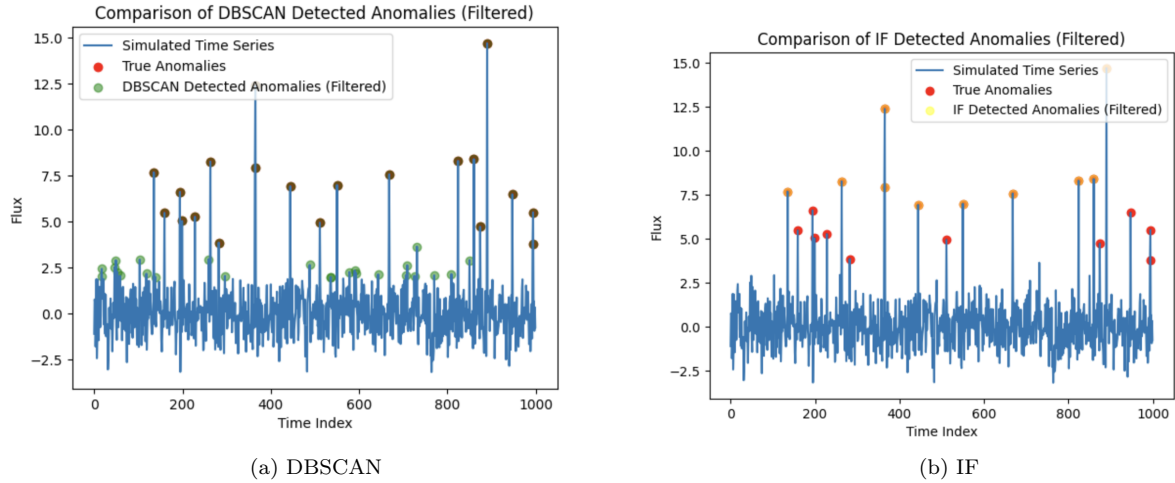 Comparison of DBSCAN Detected Anomalies (Filtered)
Simulated Time Series
True Anomalies
DBSCAN Detected Anomalies (Filtered)
15.0
12.5
10.0
7.5
5.0
2.5
0.0
−2.5
Flux
0
200
400
600
800
1000
Time Index
(a) DBSCAN
Comparison of IF Detected Anomalies (Filtered)
Simulated Time Series
True Anomalies
IF Detected Anomalies (Filtered)
15.0
12.5
10.0
7.5
5.0
2.5
0.0
−2.5
Flux
0
200
400
600
800
1000
Time Index
(b) IF